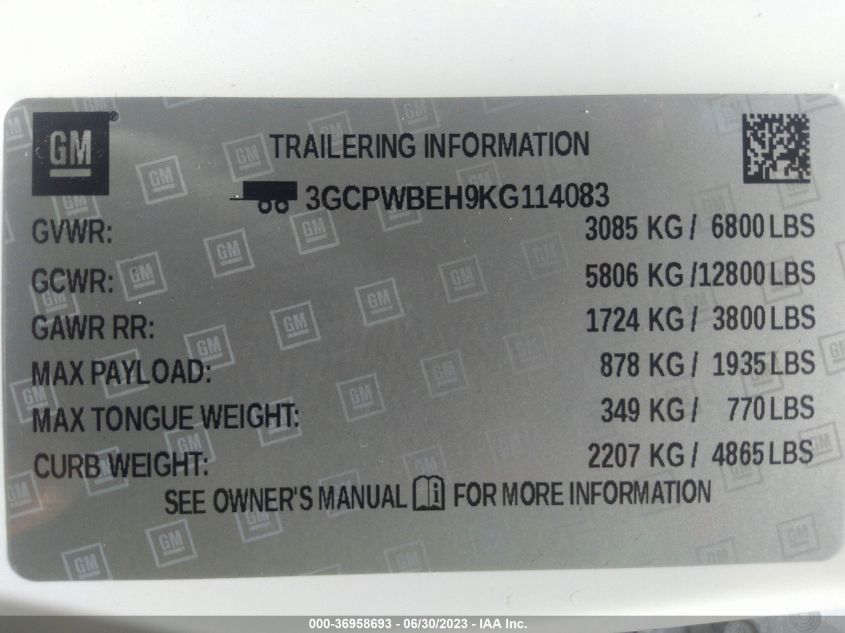 GM ® TRAILERING INFORMATION
3GCPWBEH9KG114083
GVWR: 3085 KG / 6800 LBS
GCWR: 5806 KG /12800 LBS
GAWR RR: 1724 KG / 3800 LBS
MAX PAYLOAD: 878 KG / 1935 LBS
MAX TONGUE WEIGHT: 349 KG / 770 LBS
CURB WEIGHT: 2207 KG / 4865 LBS
SEE OWNER'S MANUAL i FOR MORE INFORMATION
000-36958693 - 06/30/2023 - IAA Inc.